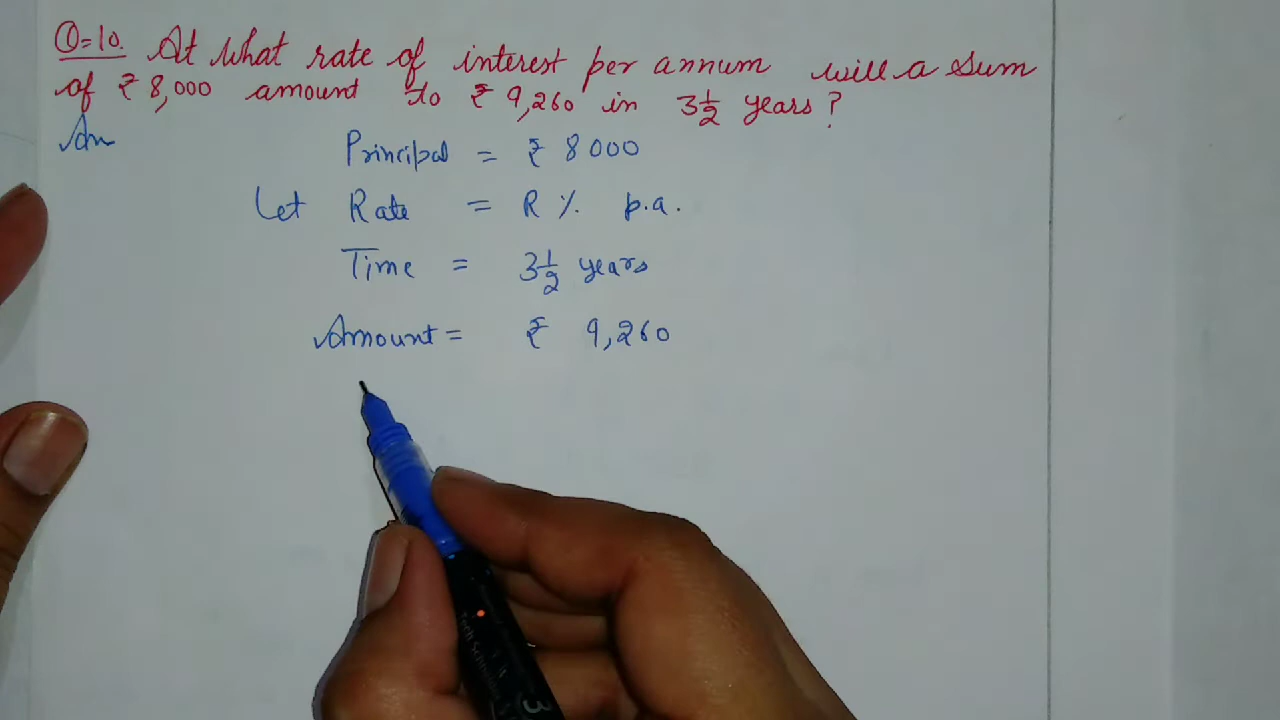 Q=10. At what rate of interest per annum will a sum
of ₹ 8,000 amount to ₹ 9,260 in 3½ years?
An
Principal = ₹ 8000
Let Rate = R % p.a.
Time = 3½ years
Amount = ₹ 9,260